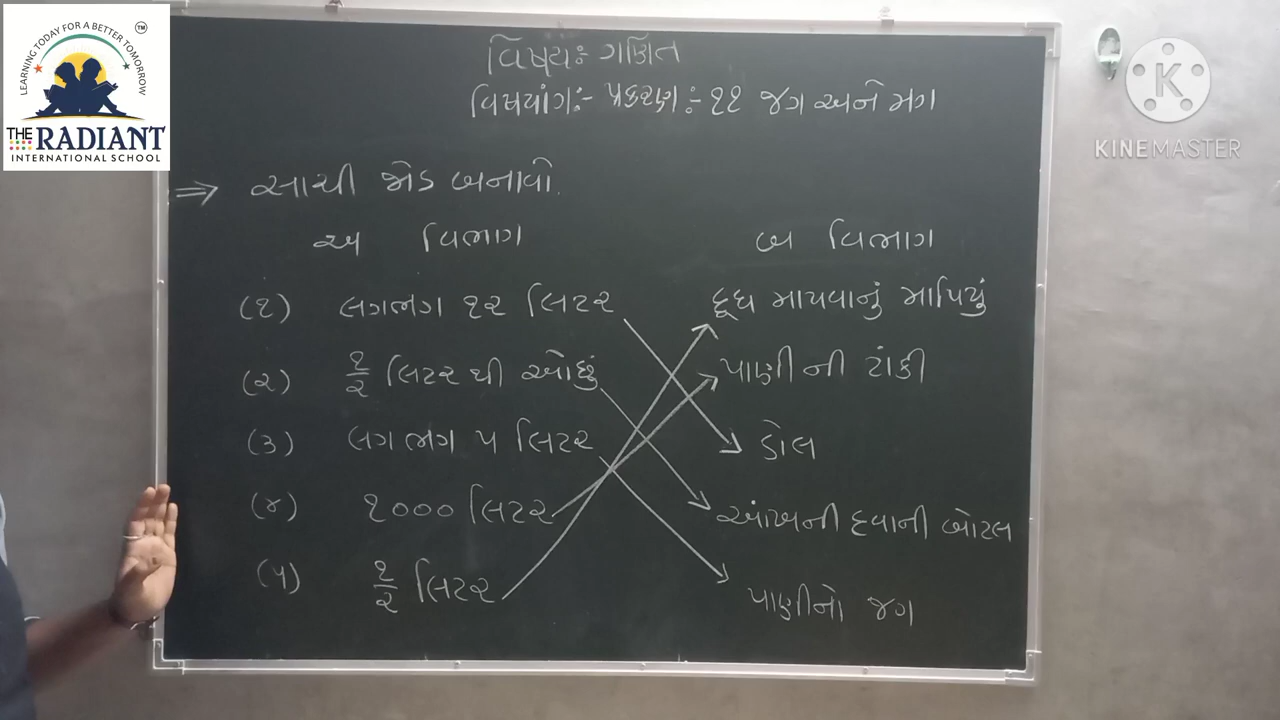 LEARNING TODAY FOR A BETTER TOMORROW
TM
THE RADIANT
INTERNATIONAL SCHOOL
K
KINEMASTER
વિષય:- ગણિત
વિષયાંગ:- પ્રકરણ:- ૧૧ જગ અને મગ
⇒ સાચી જોડ બનાવો.
અ વિભાગ બ વિભાગ
(૧) લગભગ ૧૨ લિટર દૂધ માપવાનું માપિયું
(૨) ૧/૨ લિટર થી ઓછું પાણી ની ટાંકી
(૩) લગભગ ૫ લિટર ડોલ
(૪) ૧૦૦૦ લિટર આંખની દવાની બોટલ
(૫) ૧/૨ લિટર પાણીનો જગ